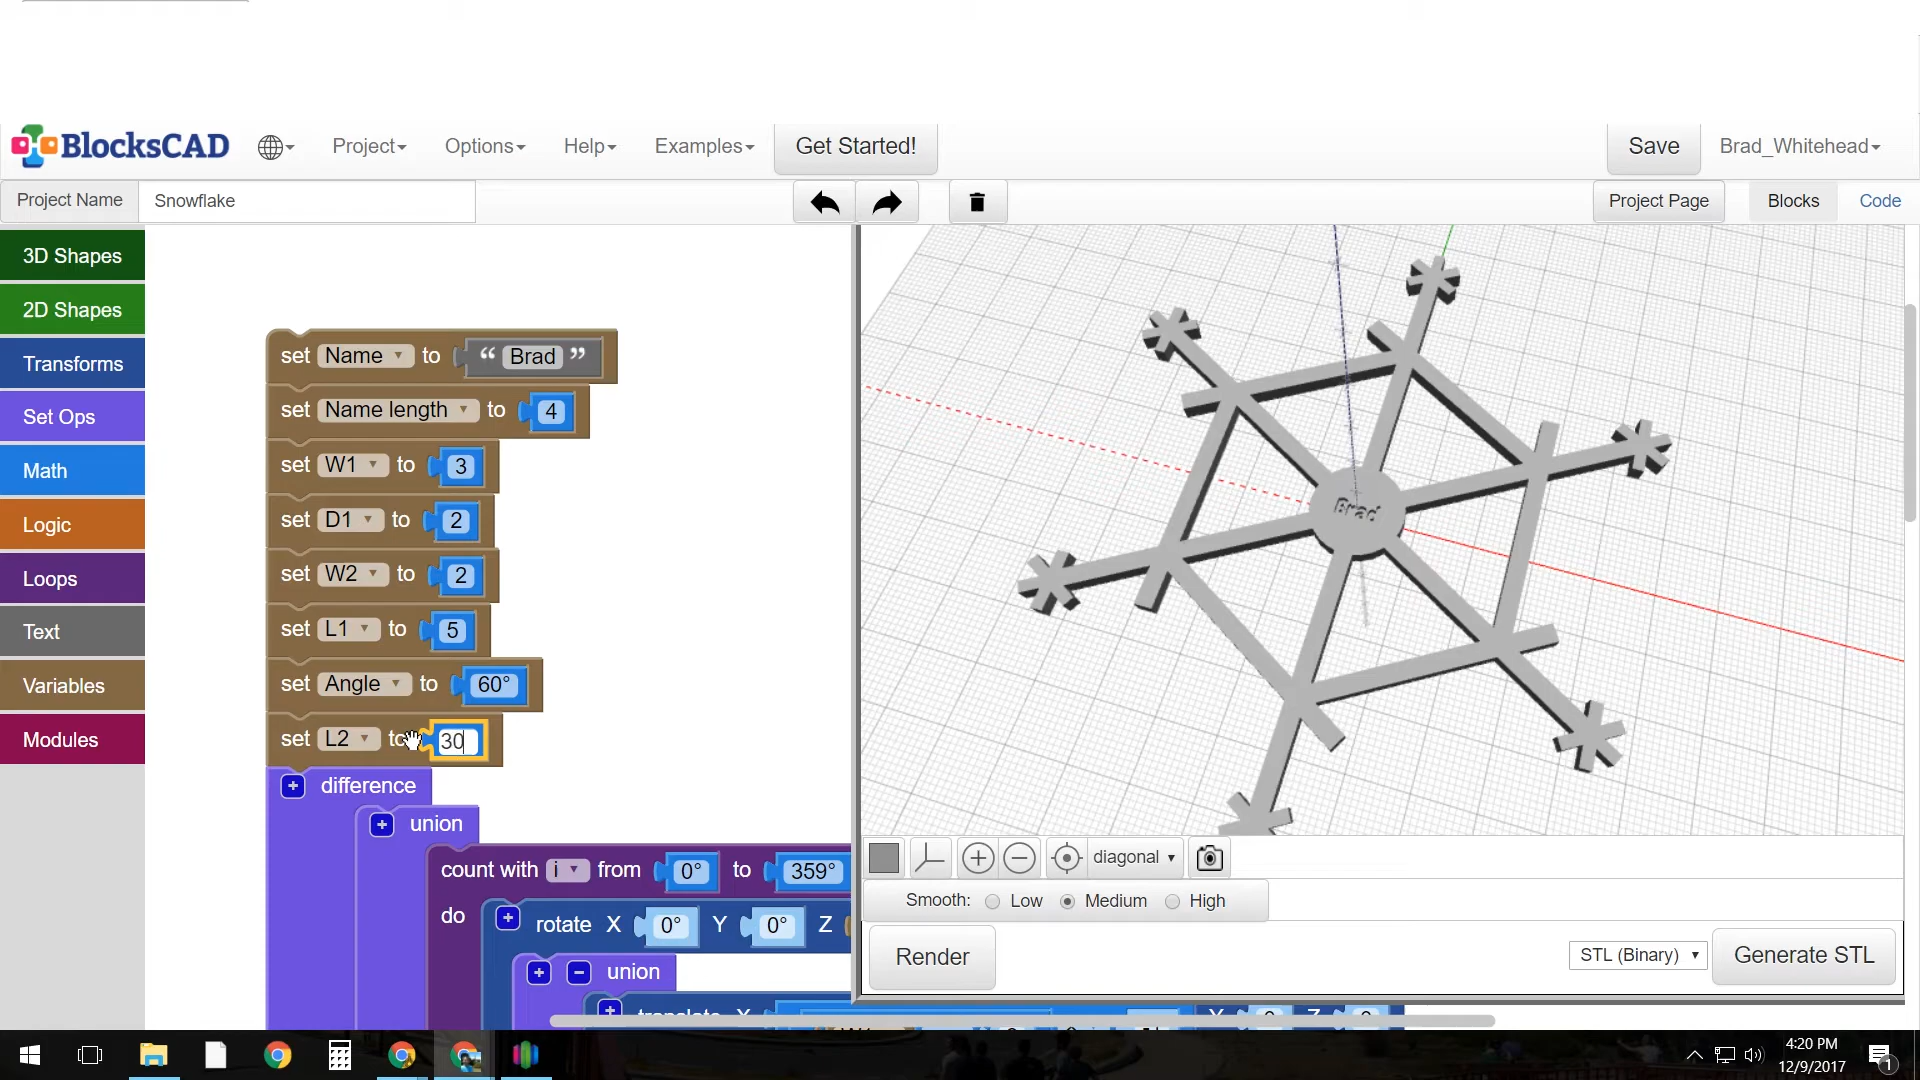 BlocksCAD
Project
Options
Help
Examples
Get Started!
Save
Brad_Whitehead
Project Name
Snowflake
Project Page
Blocks
Code
3D Shapes
2D Shapes
Transforms
Set Ops
Math
Logic
Loops
Text
Variables
Modules
set Name to “ Brad ”
set Name length to 4
set W1 to 3
set D1 to 2
set W2 to 2
set L1 to 5
set Angle to 60°
set L2 to 30
+ difference
+ union
count with i from 0° to 359°
do + rotate X 0° Y 0° Z
+ - union
Brad
diagonal
Smooth: Low Medium High
Render
STL (Binary)
Generate STL
4:20 PM
12/9/2017
1